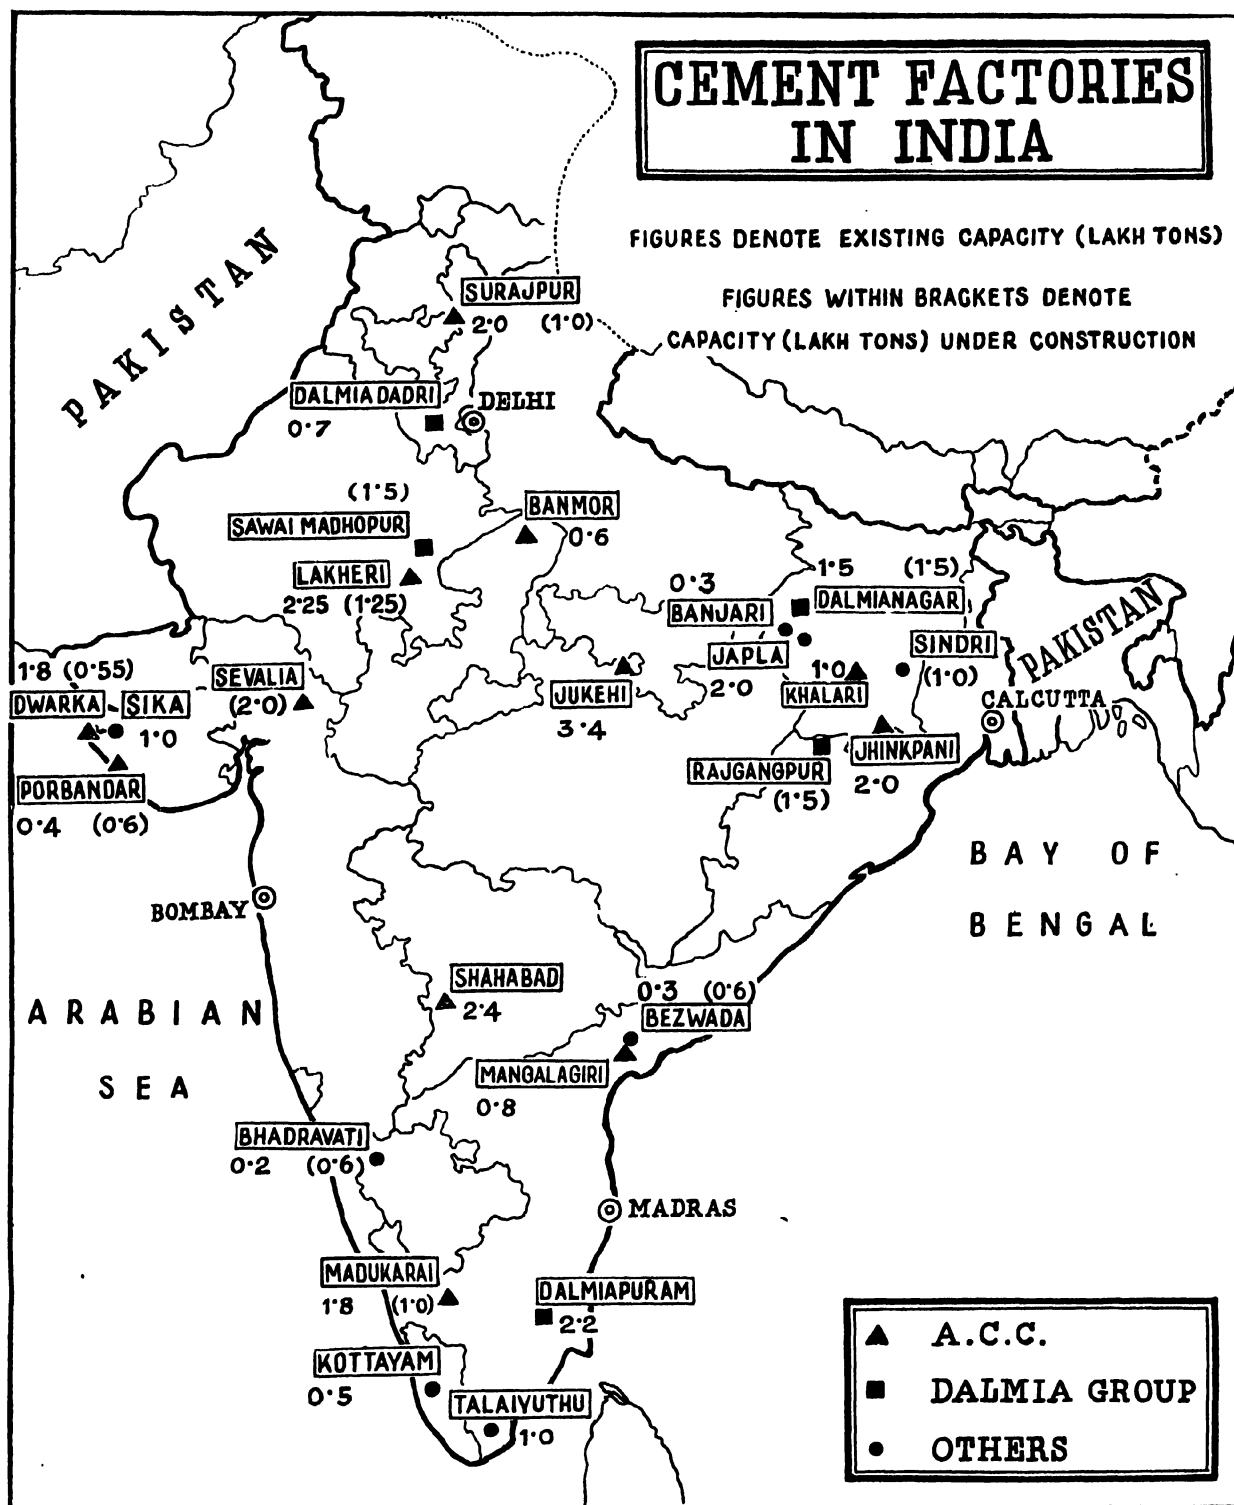 CEMENT FACTORIES
IN INDIA
FIGURES DENOTE EXISTING CAPACITY (LAKH TONS)
FIGURES WITHIN BRACKETS DENOTE
CAPACITY (LAKH TONS) UNDER CONSTRUCTION
PAKISTAN
SURAJPUR
2·0 (1·0)
DALMIA DADRI
0·7
DELHI
(1·5)
SAWAI MADHOPUR
BANMOR
0·6
LAKHERI
2·25 (1·25)
0·3
BANJARI
1·5 (1·5)
DALMIANAGAR
JAPLA
2·0
SINDRI
(1·0)
PAKISTAN
1·0
KHALARI
CALCUTTA
1·8 (0·55)
DWARKA
SIKA
1·0
SEVALIA
(2·0)
JUKEHI
3·4
JHINKPANI
2·0
RAJGANGPUR
(1·5)
PORBANDAR
0·4 (0·6)
BOMBAY
BAY OF
BENGAL
ARABIAN
SEA
SHAHABAD
2·4
0·3 (0·6)
BEZWADA
MANGALAGIRI
0·8
BHADRAVATI
0·2 (0·6)
MADRAS
MADUKARAI
1·8 (1·0)
DALMIAPURAM
2·2
KOTTAYAM
0·5
TALAIYUTHU
1·0
A.C.C.
DALMIA GROUP
OTHERS